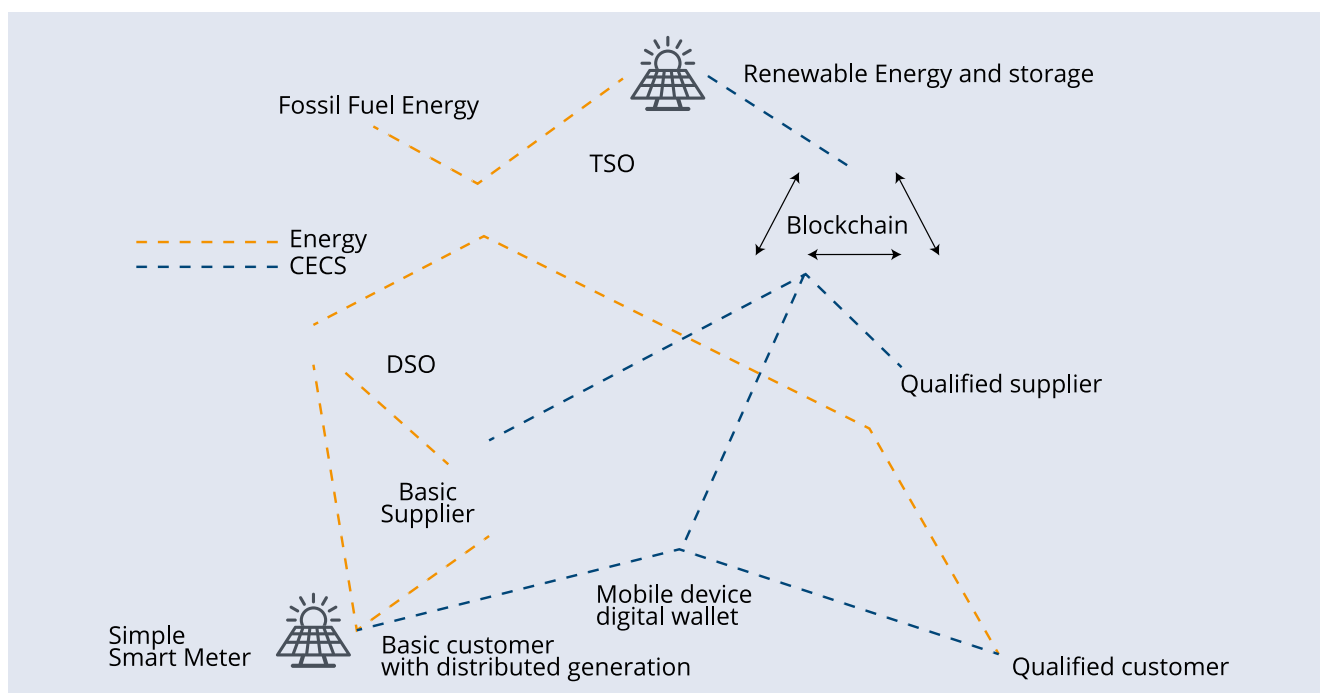 Renewable Energy and storage
Fossil Fuel Energy
TSO
Blockchain
Energy
CECS
DSO
Qualified supplier
Basic
Supplier
Mobile device
digital wallet
Simple
Smart Meter
Basic customer
with distributed generation
Qualified customer